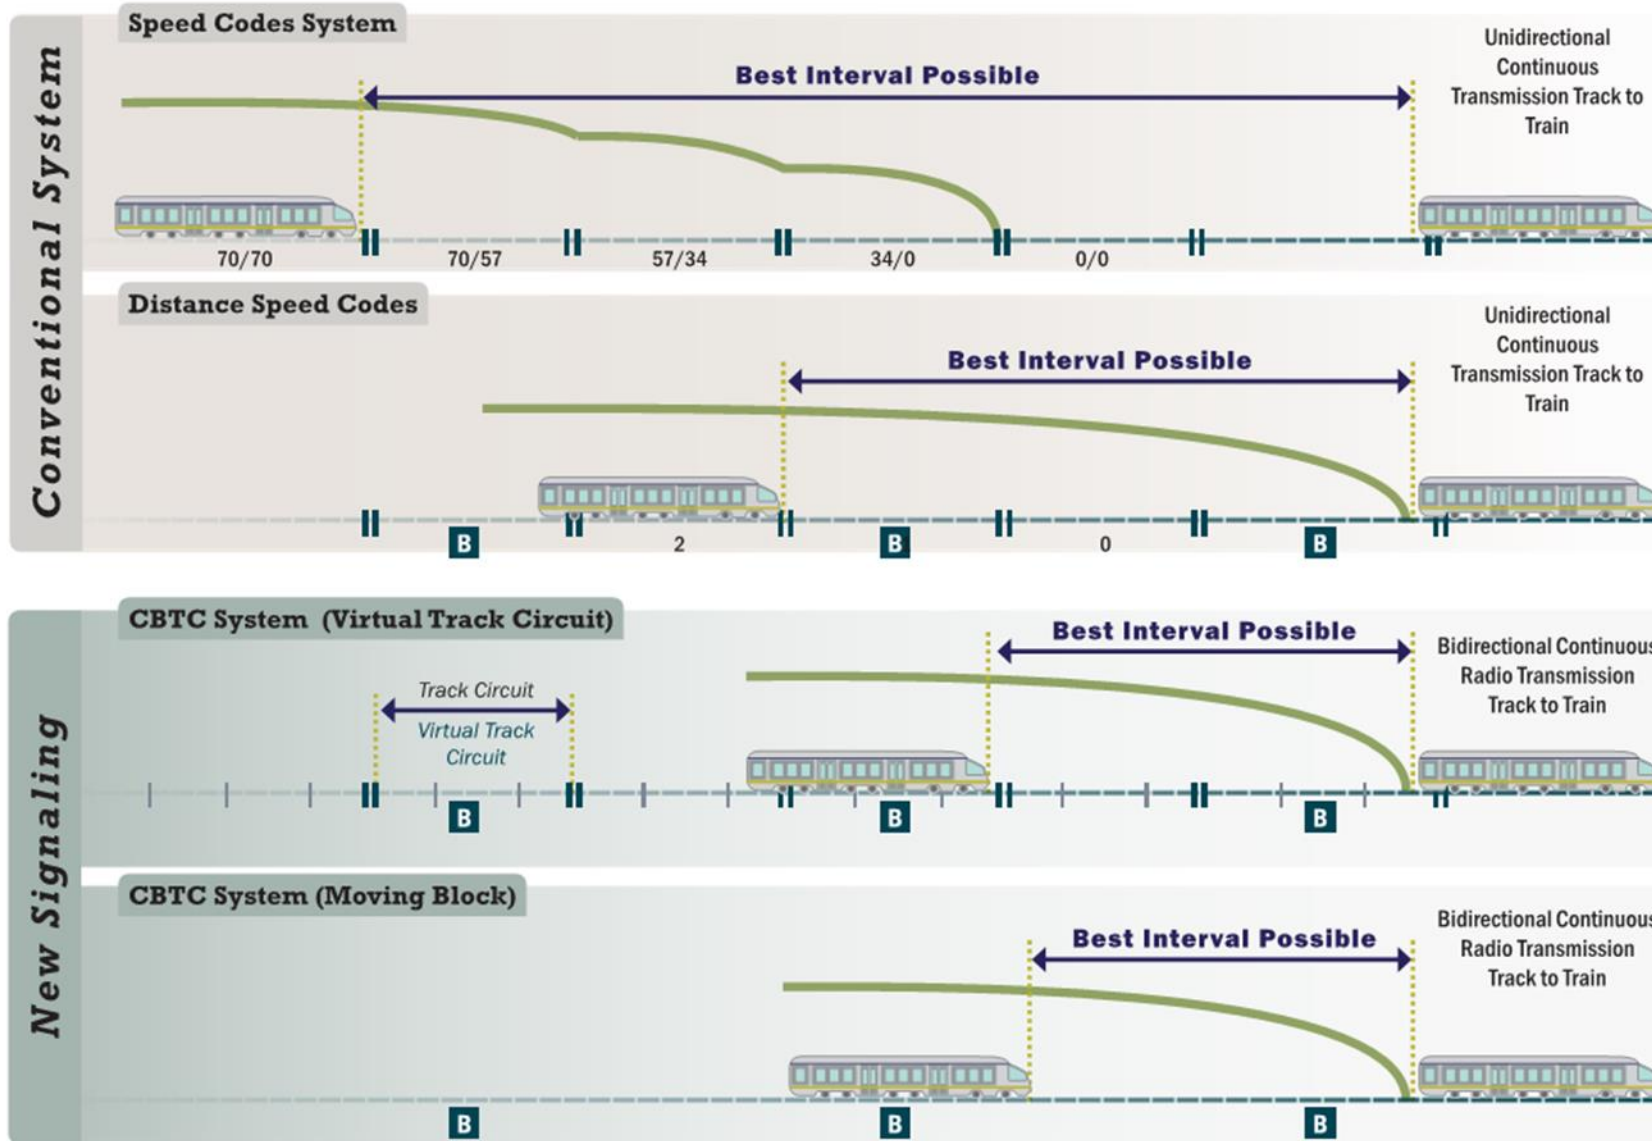 Conventional System
Speed Codes System
Best Interval Possible
Unidirectional
Continuous
Transmission Track to
Train
70/70
70/57
57/34
34/0
0/0
Distance Speed Codes
Best Interval Possible
Unidirectional
Continuous
Transmission Track to
Train
B
2
B
0
B
New Signaling
CBTC System (Virtual Track Circuit)
Best Interval Possible
Bidirectional Continuous
Radio Transmission
Track to Train
Track Circuit
Virtual Track
Circuit
B
B
B
CBTC System (Moving Block)
Best Interval Possible
Bidirectional Continuous
Radio Transmission
Track to Train
B
B
B